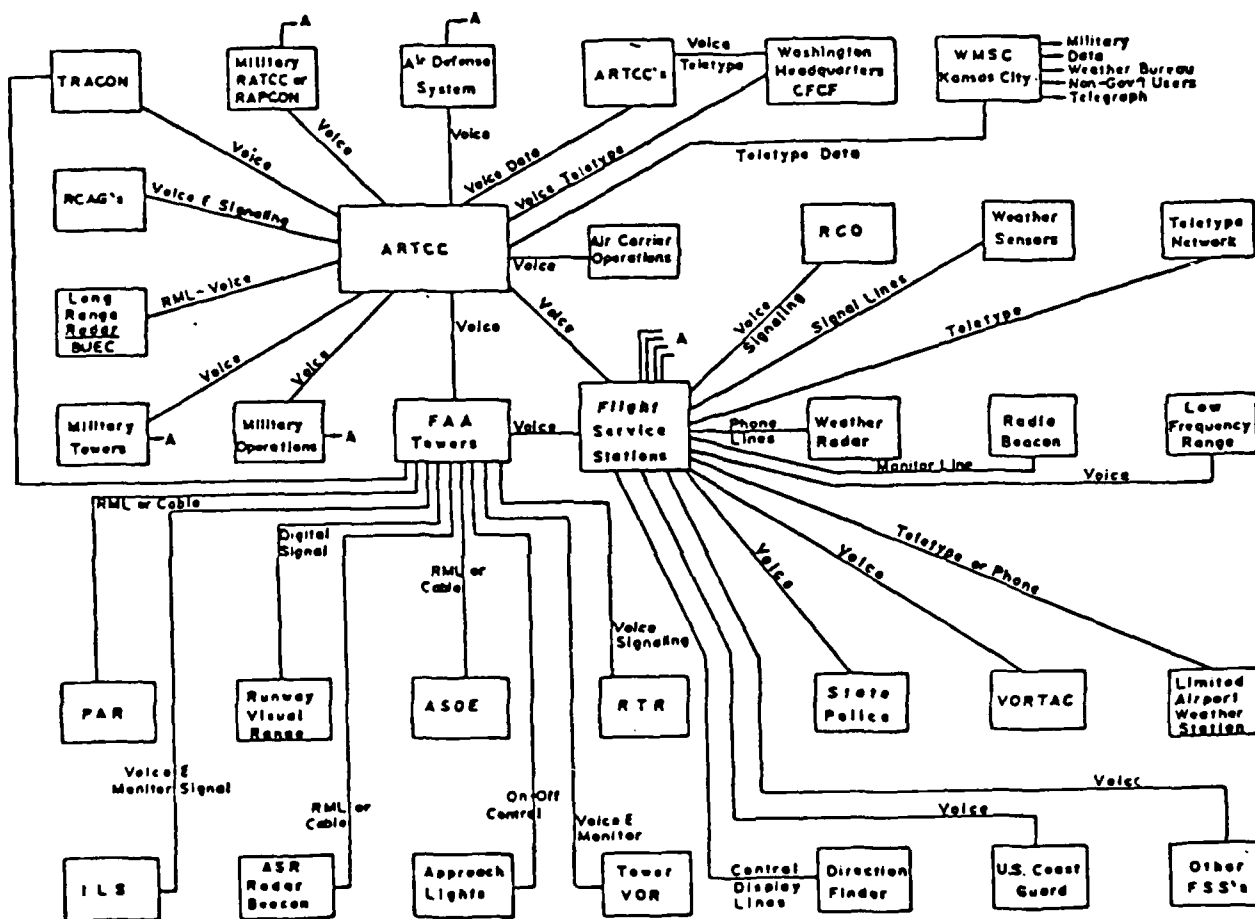 A
A
TRACON
Military
RATCC or
RAPCON
Air Defense
System
ARTCC's
Voice
Teletype
Washington
Headquarters
CFCF
WMSC
Kansas City
Military
Data
Weather Bureau
Non-Gov't Users
Telegraph
Voice
Voice
Voice
Voice Data
Voice Teletype
Teletype Data
RCAG's
Voice E Signaling
ARTCC
Voice
Air Carrier
Operations
RCO
Weather
Sensors
Teletype
Network
Long
Range
Radar
BUEC
RML-Voice
Voice
Voice
Voice
Voice
Voice
Signaling
Signal Lines
Teletype
A
Military
Towers
A
Military
Operations
A
FAA
Towers
Voice
Flight
Service
Stations
Phone
Lines
Weather
Radar
Radio
Beacon
Low
Frequency
Range
Monitor Line
Voice
RML or Cable
Digital
Signal
RML or
Cable
Voice
Signaling
Voice
Voice
Teletype or Phone
PAR
Runway
Visual
Range
ASDE
RTR
State
Police
VORTAC
Limited
Airport
Weather
Station
Voice E
Monitor Signal
RML or
Cable
On-Off
Control
Voice E
Monitor
Voice
Voice
ILS
ASR
Radar
Beacon
Approach
Lights
Tower
VOR
Control
Display
Lines
Direction
Finder
U.S. Coast
Guard
Other
FSS's